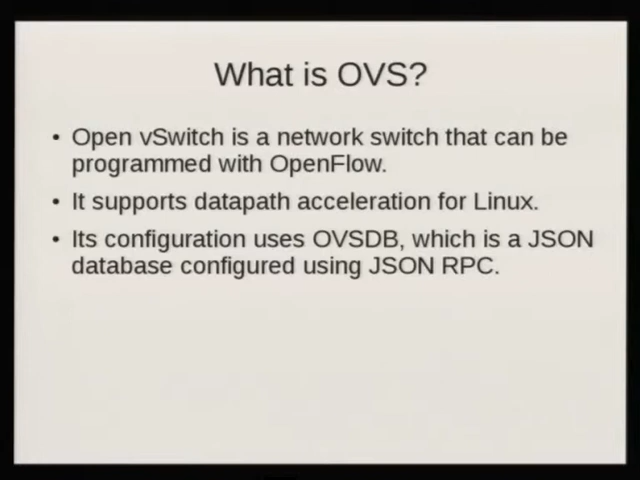 What is OVS?
• Open vSwitch is a network switch that can be
programmed with OpenFlow.
• It supports datapath acceleration for Linux.
• Its configuration uses OVSDB, which is a JSON
database configured using JSON RPC.